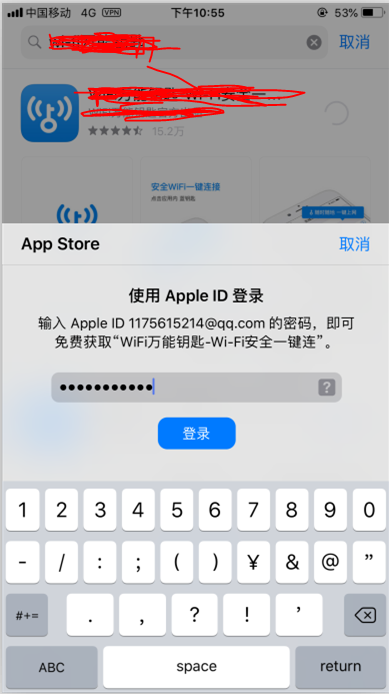 中国移动 4G VPN 下午10:55 53%
取消
15.2万
安全WiFi一键连接
App Store 取消
使用 Apple ID 登录
输入 Apple ID 1175615214@qq.com 的密码，即可
免费获取“WiFi万能钥匙-Wi-Fi安全一键连”。
●●●●●●●●●●● ?
登录
1 2 3 4 5 6 7 8 9 0
- / : ; ( ) ¥ & @ ”
#+= . , ? ! ’
ABC space return